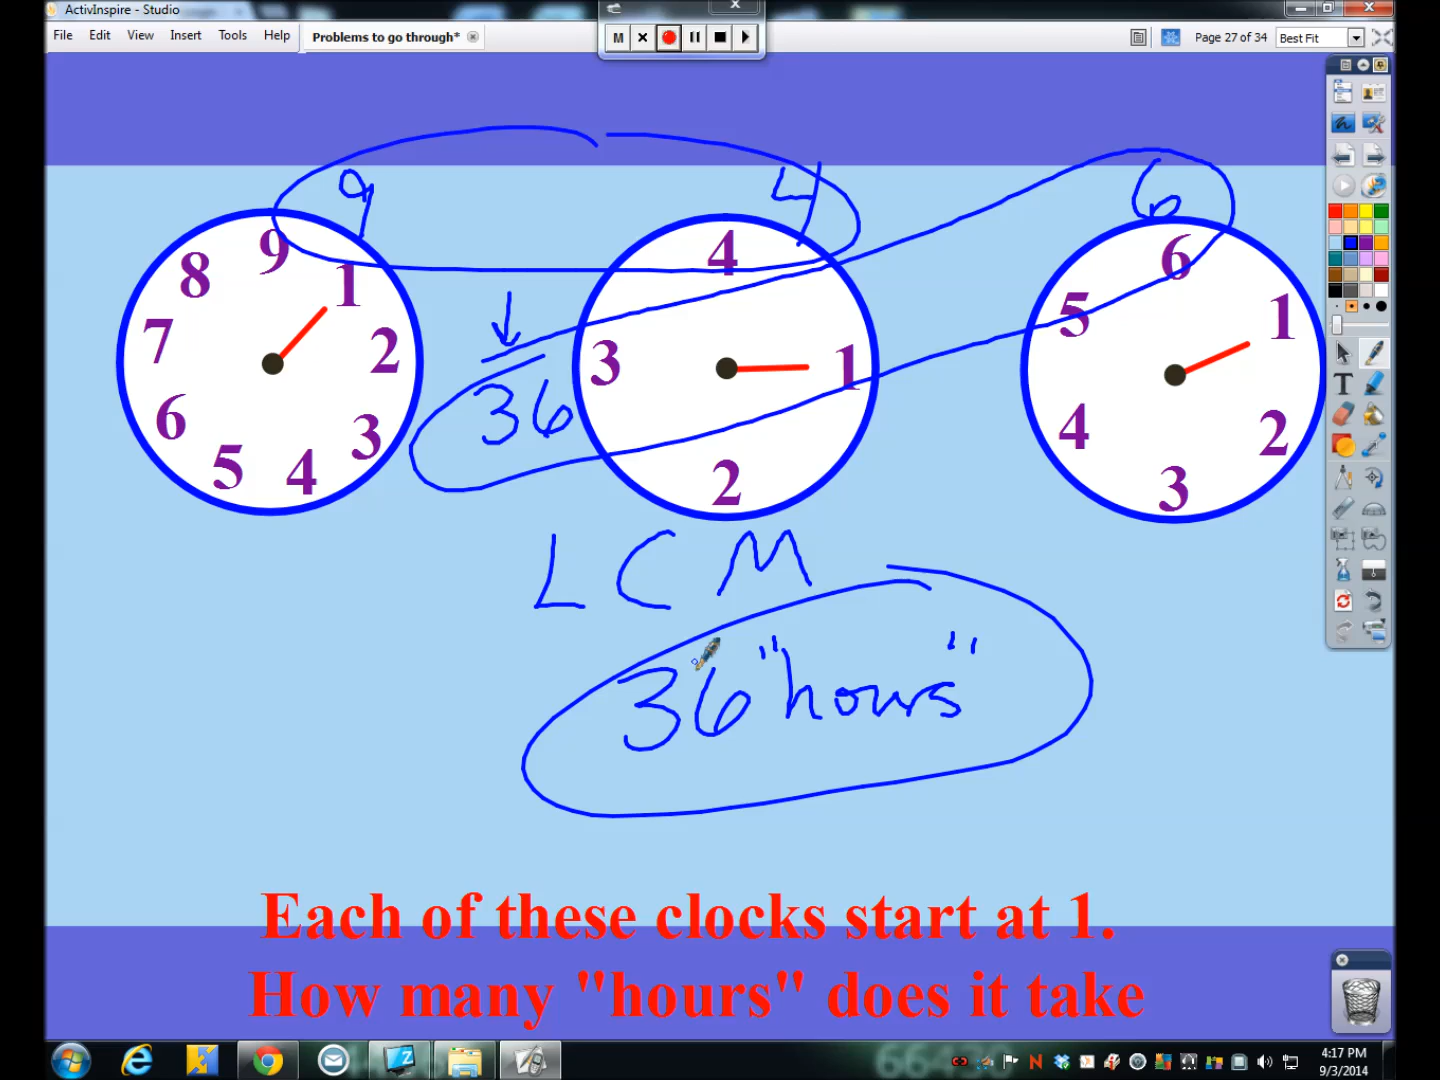 ActivInspire - Studio
File Edit View Insert Tools Help
Problems to go through*
M
Page 27 of 34
Best Fit
9 4 6
9 1 2 3 4 5 6 7 8
4 1 2 3
6 1 2 3 4 5
36
LCM
36 "hours"
T
Each of these clocks start at 1.
How many "hours" does it take
4:17 PM
9/3/2014